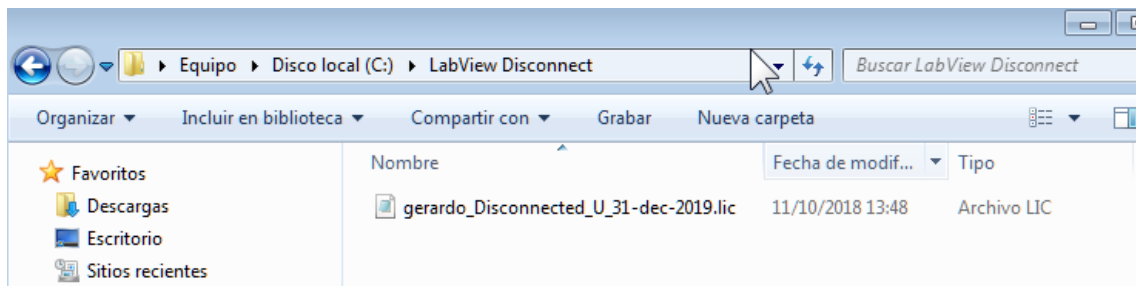 Equipo Disco local (C:) LabView Disconnect Buscar LabView Disconnect
Organizar Incluir en biblioteca Compartir con Grabar Nueva carpeta
Nombre Fecha de modif... Tipo
Favoritos
Descargas gerardo_Disconnected_U_31-dec-2019.lic 11/10/2018 13:48 Archivo LIC
Escritorio
Sitios recientes